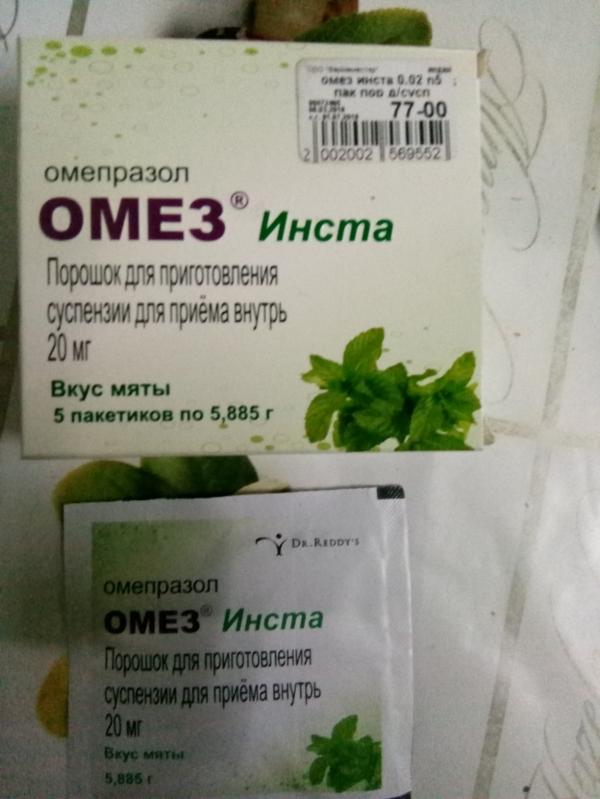 омез инста 0.02 n5
пак пор д/сусп
77-00
2 002002 569552
омепразол
ОМЕЗ® Инста
Порошок для приготовления
суспензии для приёма внутрь
20 мг
Вкус мяты
5 пакетиков по 5,885 г
DR.REDDY'S
омепразол
ОМЕЗ® Инста
Порошок для приготовления
суспензии для приёма внутрь
20 мг
Вкус мяты
5,885 г